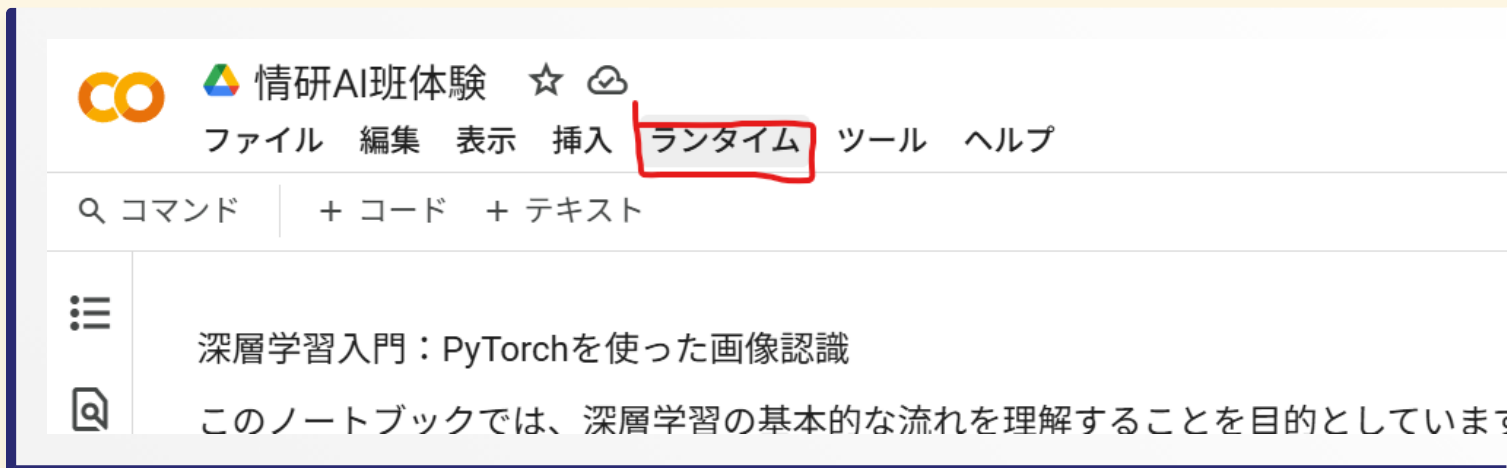 情研AI班体験
ファイル 編集 表示 挿入 ランタイム ツール ヘルプ
コマンド + コード + テキスト
深層学習入門：PyTorchを使った画像認識
このノートブックでは、深層学習の基本的な流れを理解することを目的としています